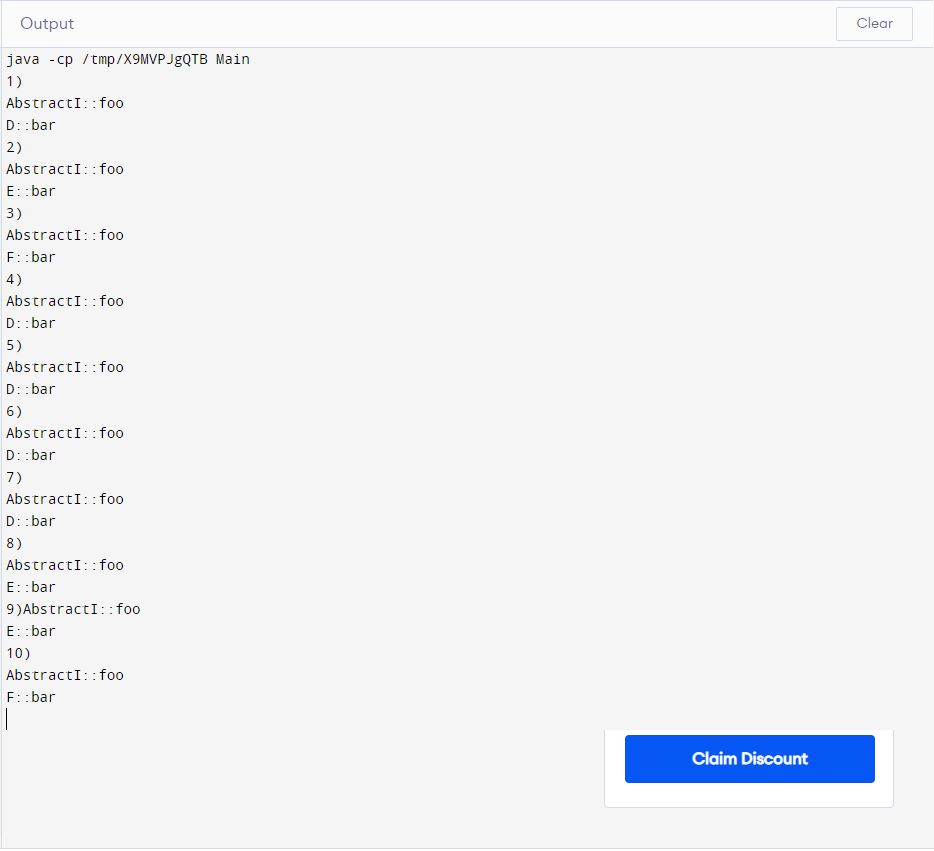 Output
Clear
java -cp /tmp/X9MVPJgQTB Main
1)
AbstractI::foo
D::bar
2)
AbstractI::foo
E::bar
3)
AbstractI::foo
F::bar
4)
AbstractI::foo
D::bar
5)
AbstractI::foo
D::bar
6)
AbstractI::foo
D::bar
7)
AbstractI::foo
D::bar
8)
AbstractI::foo
E::bar
9)AbstractI::foo
E::bar
10)
AbstractI::foo
F::bar
Claim Discount